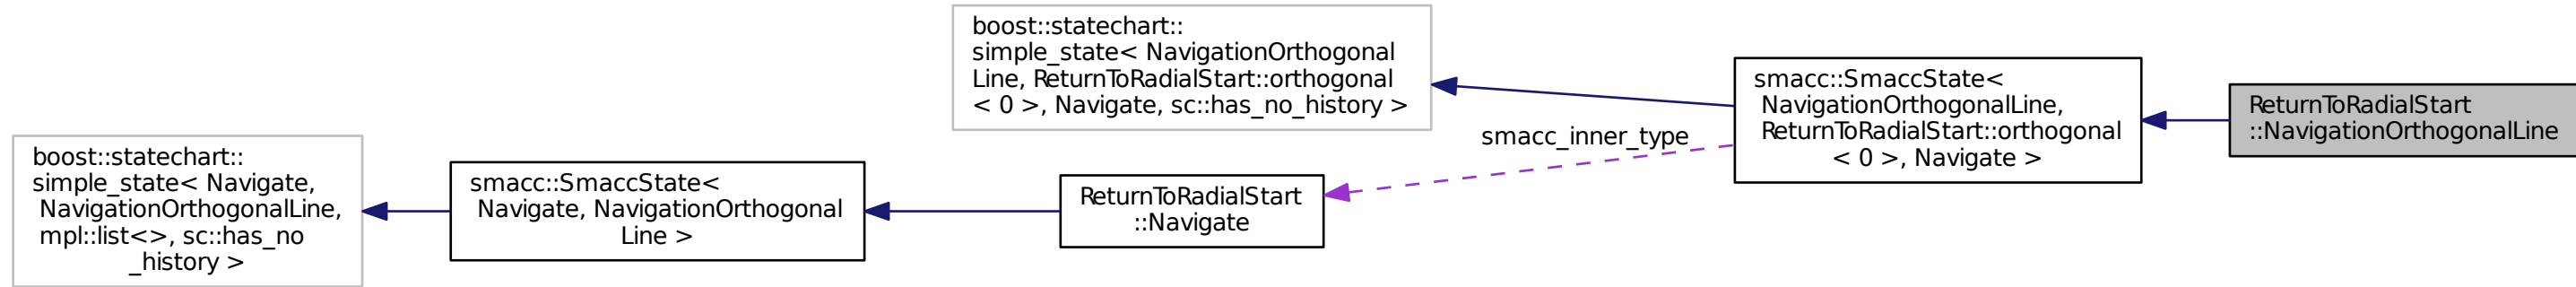 boost::statechart::
simple_state< Navigate,
NavigationOrthogonalLine,
mpl::list<>, sc::has_no
_history >
smacc::SmaccState<
Navigate, NavigationOrthogonal
Line >
boost::statechart::
simple_state< NavigationOrthogonal
Line, ReturnToRadialStart::orthogonal
< 0 >, Navigate, sc::has_no_history >
ReturnToRadialStart
::Navigate
smacc_inner_type
smacc::SmaccState<
NavigationOrthogonalLine,
ReturnToRadialStart::orthogonal
< 0 >, Navigate >
ReturnToRadialStart
::NavigationOrthogonalLine